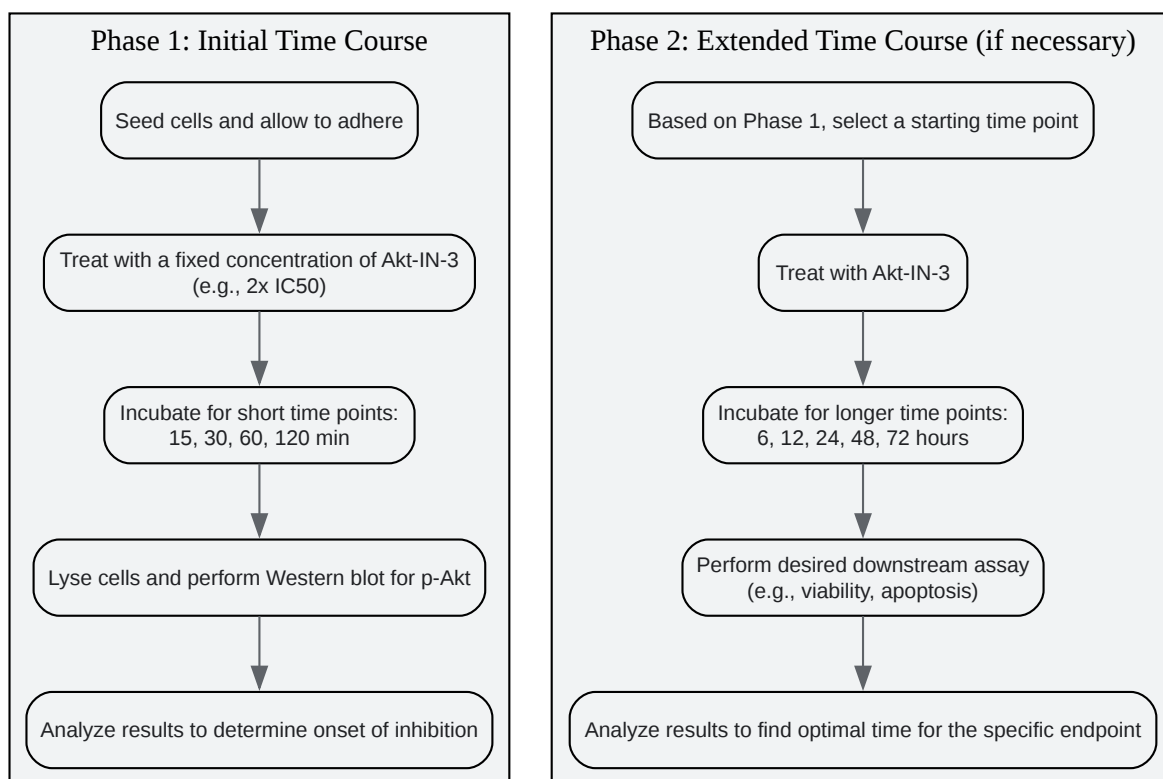 Phase 1: Initial Time Course
Seed cells and allow to adhere
Treat with a fixed concentration of Akt-IN-3
(e.g., 2x IC50)
Incubate for short time points:
15, 30, 60, 120 min
Lyse cells and perform Western blot for p-Akt
Analyze results to determine onset of inhibition
Phase 2: Extended Time Course (if necessary)
Based on Phase 1, select a starting time point
Treat with Akt-IN-3
Incubate for longer time points:
6, 12, 24, 48, 72 hours
Perform desired downstream assay
(e.g., viability, apoptosis)
Analyze results to find optimal time for the specific endpoint